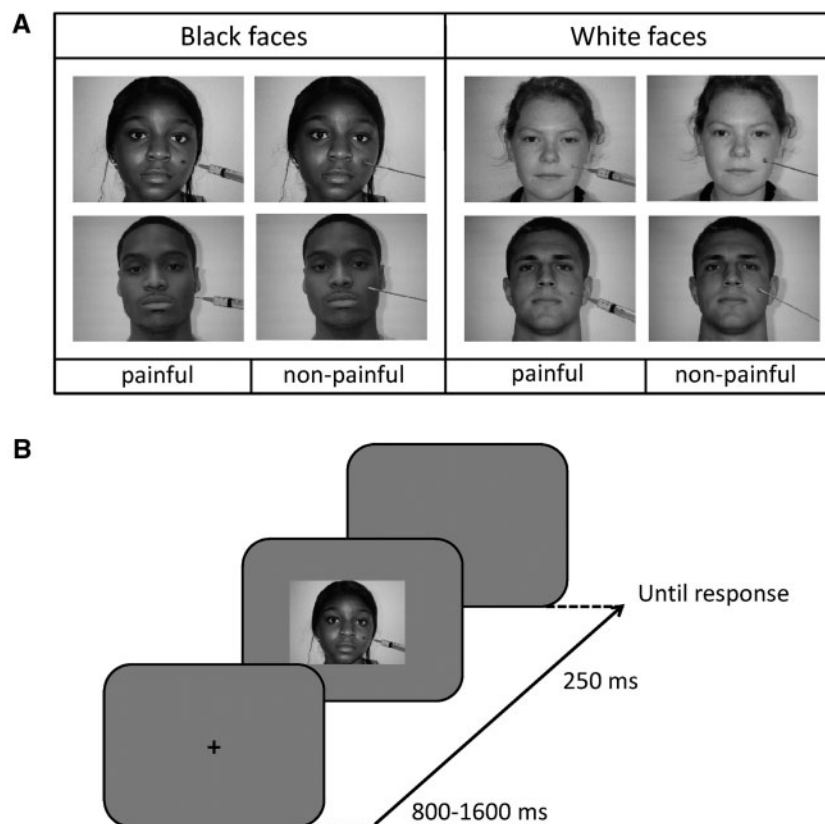 A
Black faces
White faces
painful
non-painful
painful
non-painful
B
+
Until response
250 ms
800-1600 ms